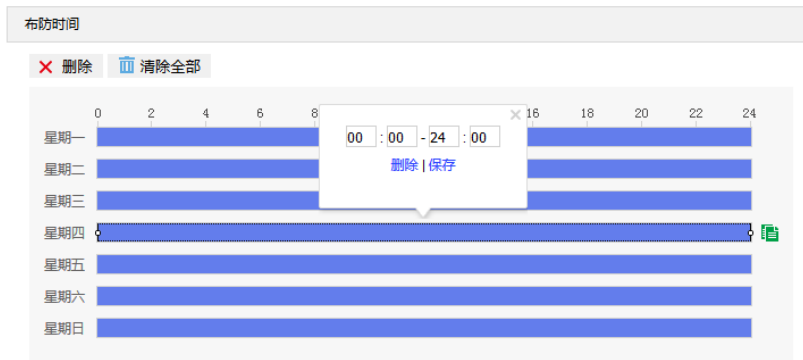 布防时间
删除 清除全部
0 2 4 6 8 16 18 20 22 24
00 : 00 - 24 : 00
删除 | 保存
星期一
星期二
星期三
星期四
星期五
星期六
星期日